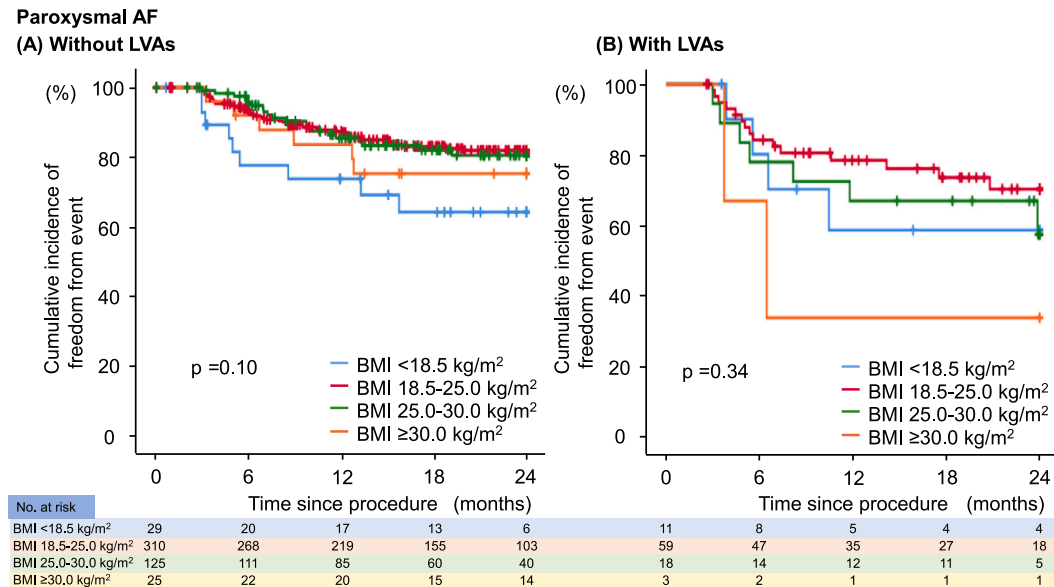 Paroxysmal AF
(A) Without LVAs
(%)
Cumulative incidence of
freedom from event
100
80
60
40
20
0
p =0.10
BMI <18.5 kg/m²
BMI 18.5-25.0 kg/m²
BMI 25.0-30.0 kg/m²
BMI ≥30.0 kg/m²
0 6 12 18 24
Time since procedure (months)
(B) With LVAs
(%)
Cumulative incidence of
freedom from event
100
80
60
40
20
0
p =0.34
BMI <18.5 kg/m²
BMI 18.5-25.0 kg/m²
BMI 25.0-30.0 kg/m²
BMI ≥30.0 kg/m²
0 6 12 18 24
Time since procedure (months)
No. at risk
BMI <18.5 kg/m² 29 20 17 13 6 11 8 5 4 4
BMI 18.5-25.0 kg/m² 310 268 219 155 103 59 47 35 27 18
BMI 25.0-30.0 kg/m² 125 111 85 60 40 18 14 12 11 5
BMI ≥30.0 kg/m² 25 22 20 15 14 3 2 1 1 1